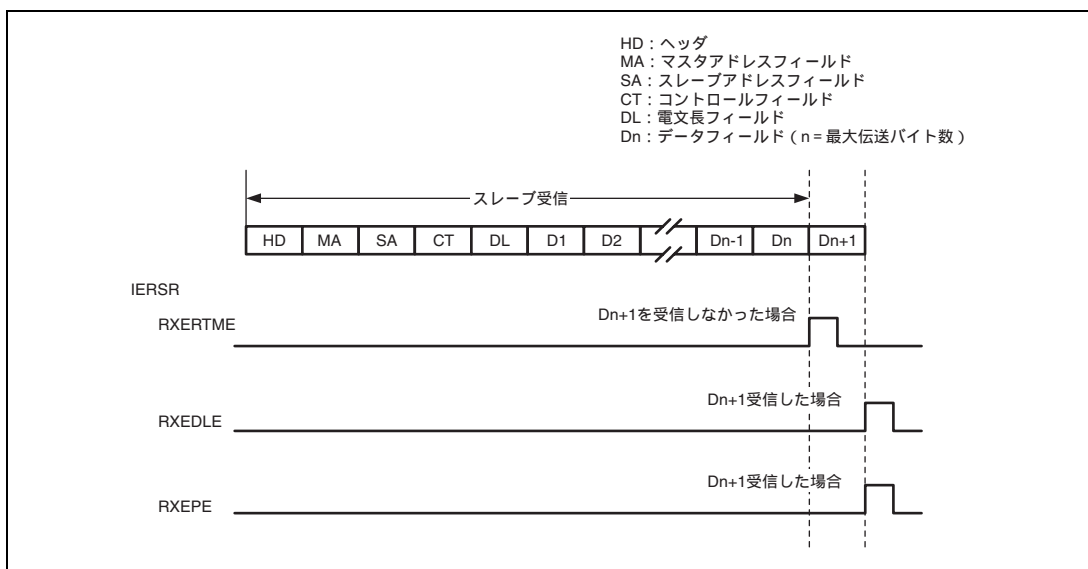 HD：ヘッダ
MA：マスタアドレスフィールド
SA：スレーブアドレスフィールド
CT：コントロールフィールド
DL：電文長フィールド
Dn：データフィールド（n＝最大伝送バイト数）
スレーブ受信
HD MA SA CT DL D1 D2 Dn-1 Dn Dn+1
IERSR
Dn+1を受信しなかった場合
RXERTME
Dn+1受信した場合
RXEDLE
Dn+1受信した場合
RXEPE